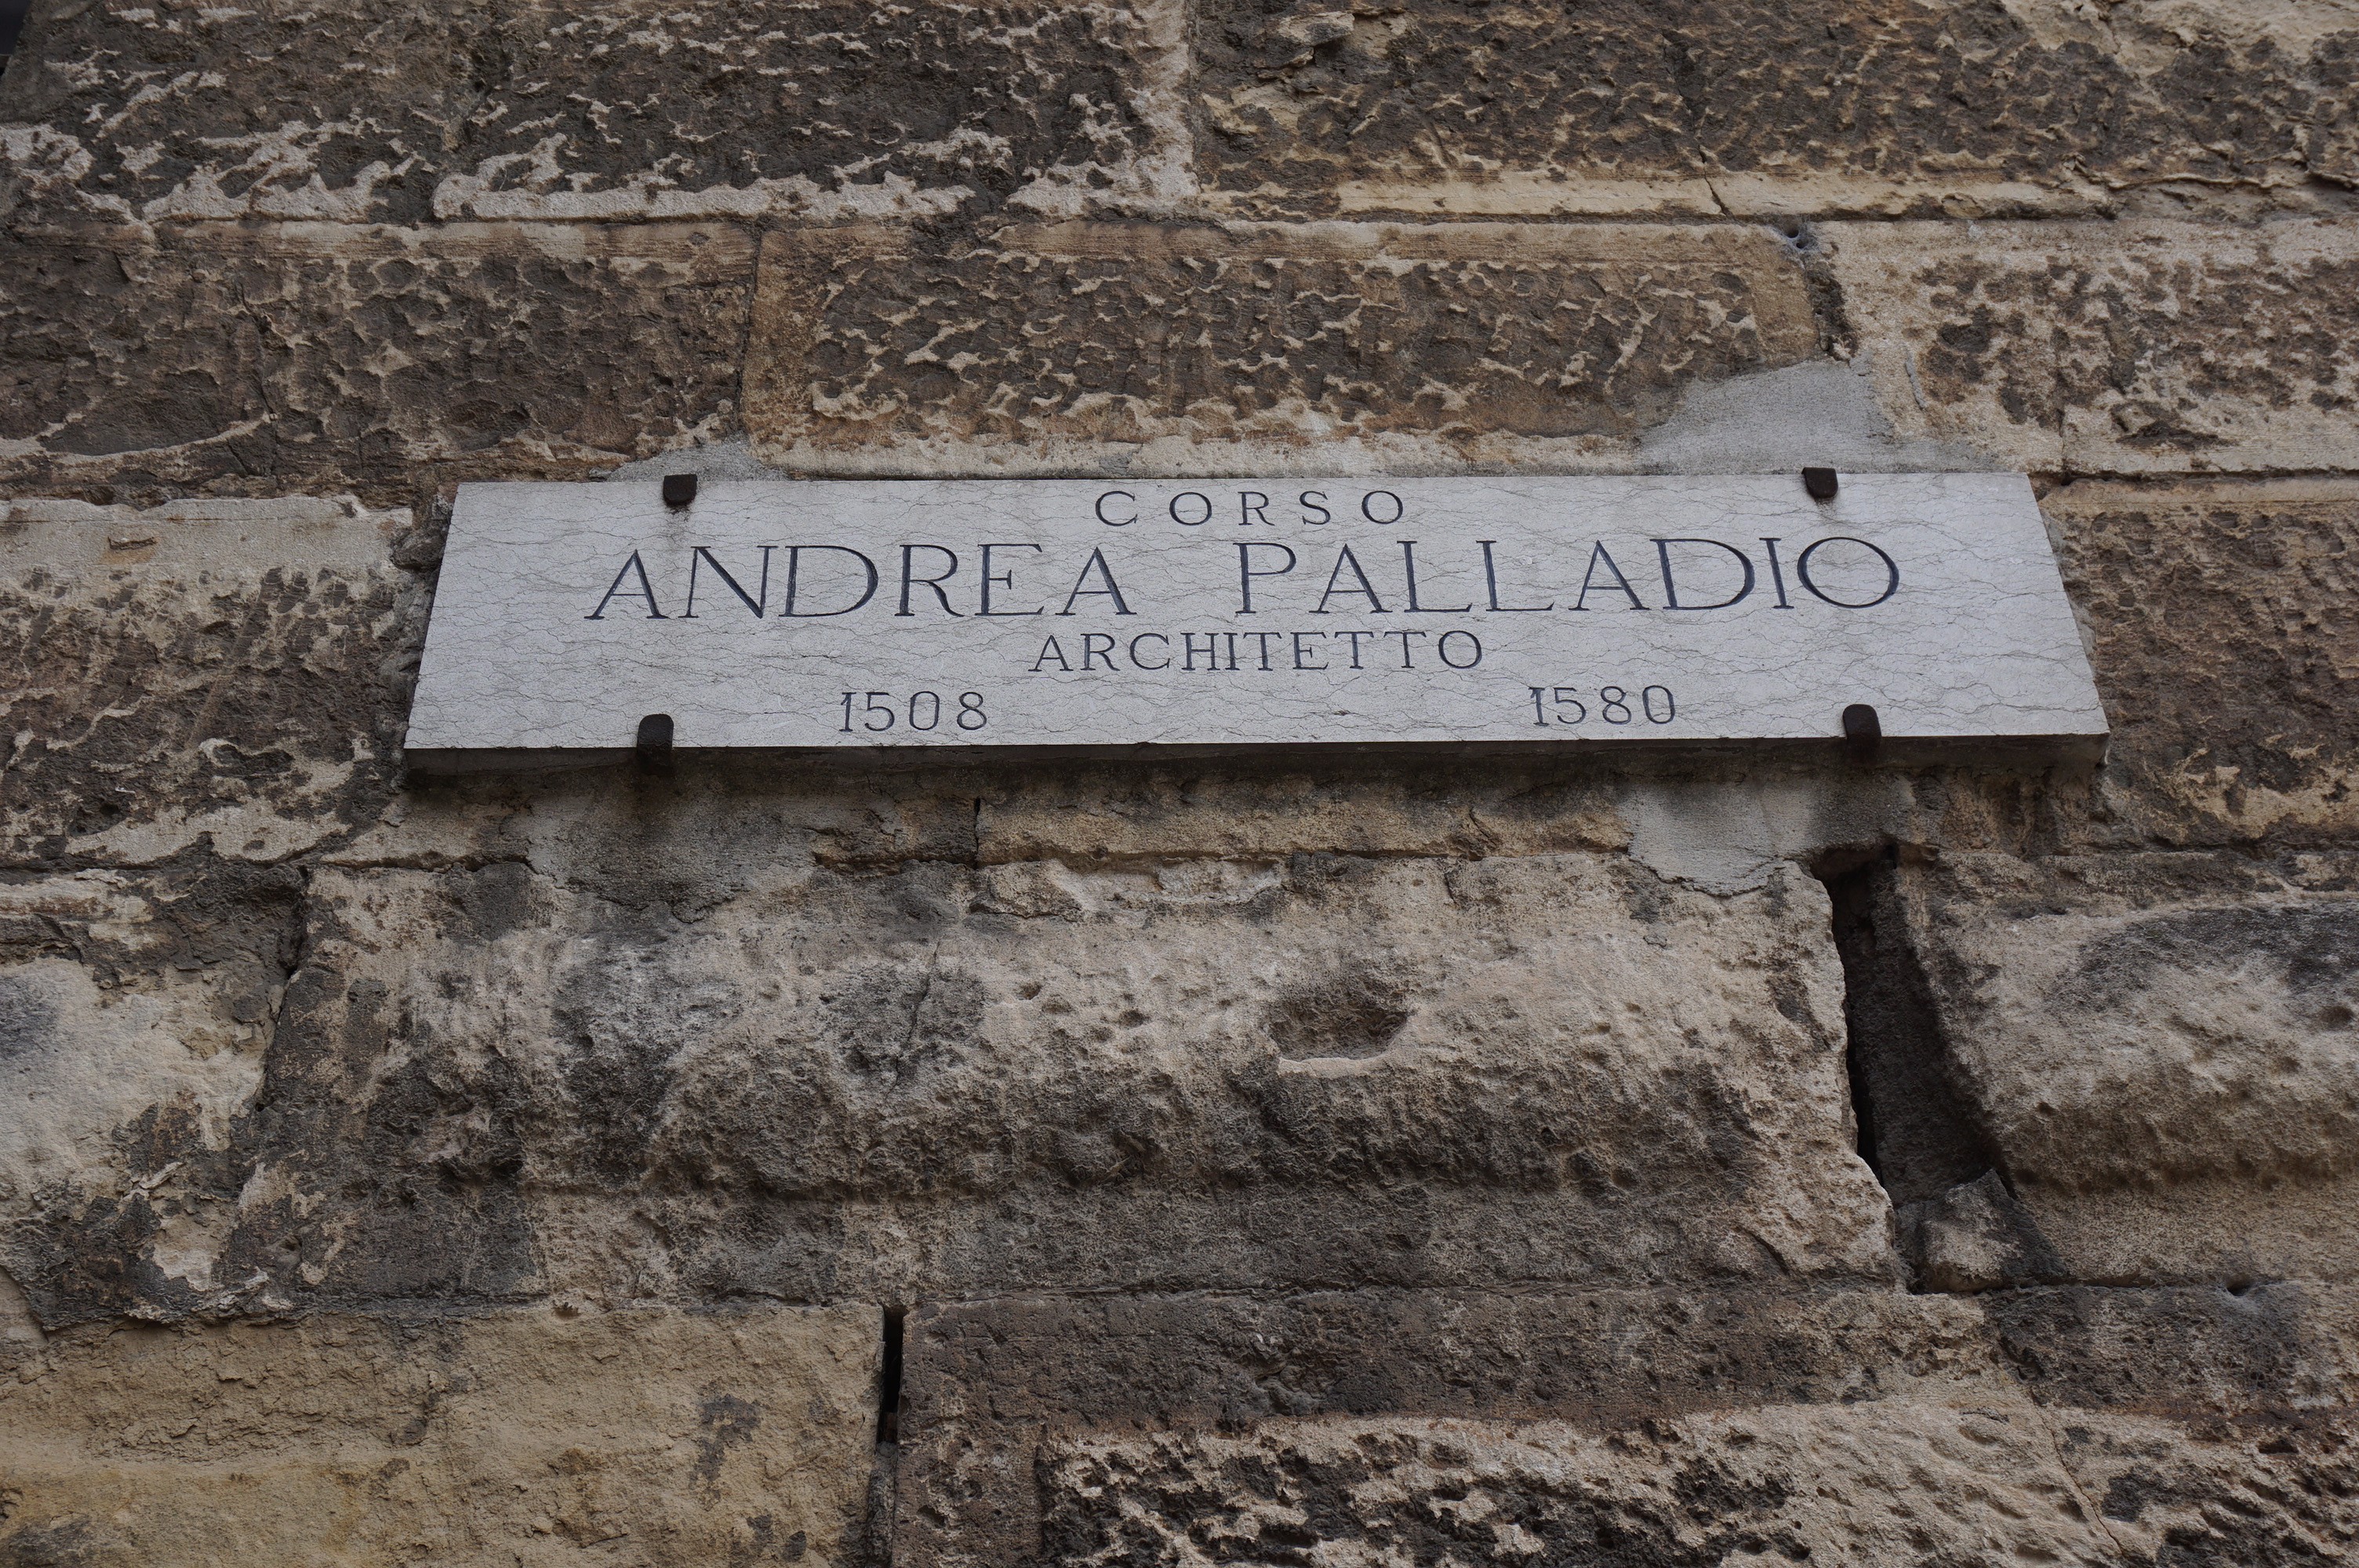 CORSO
ANDREA PALLADIO
ARCHITETTO
1508 1580